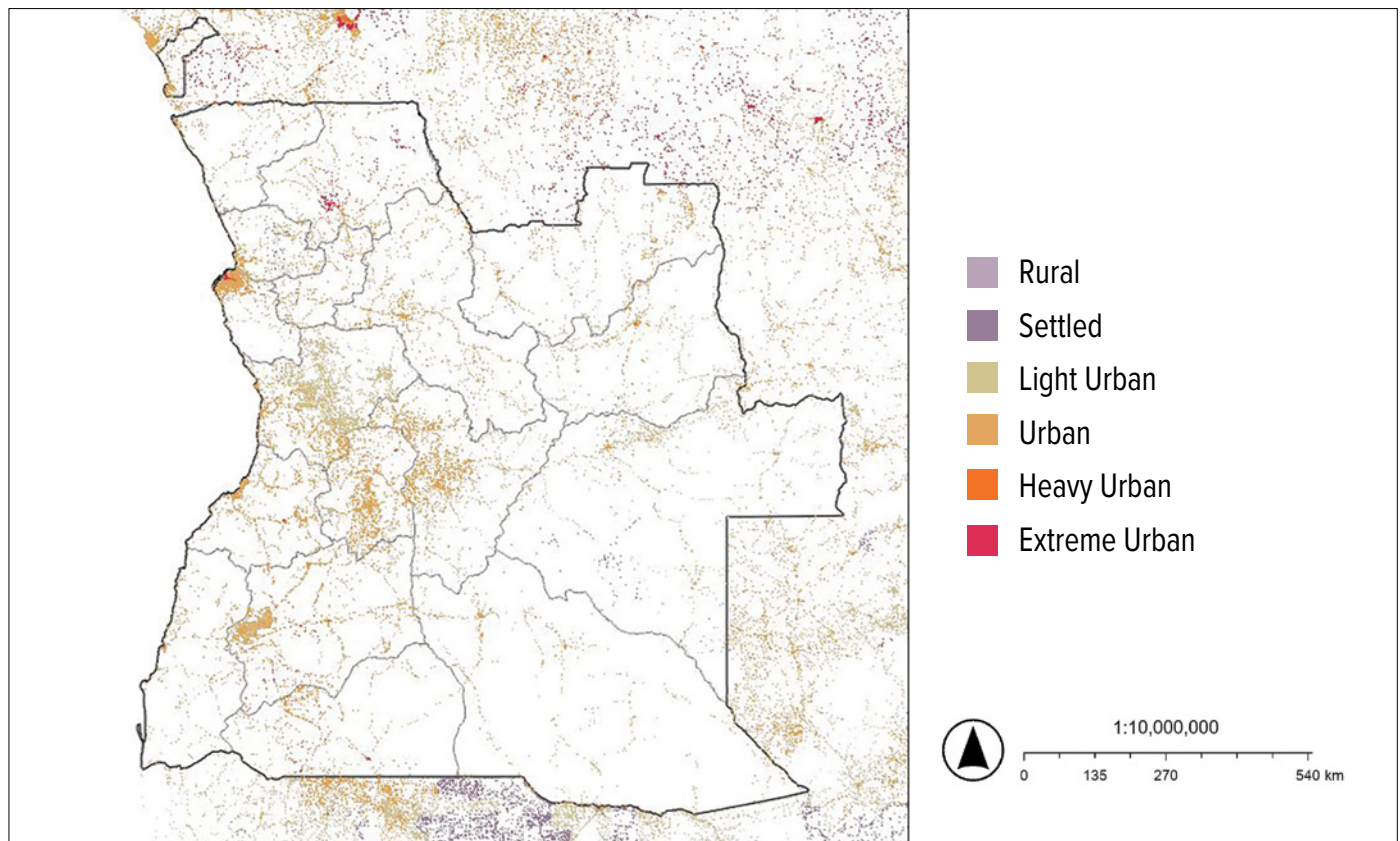 Rural
Settled
Light Urban
Urban
Heavy Urban
Extreme Urban
1:10,000,000
0 135 270 540 km